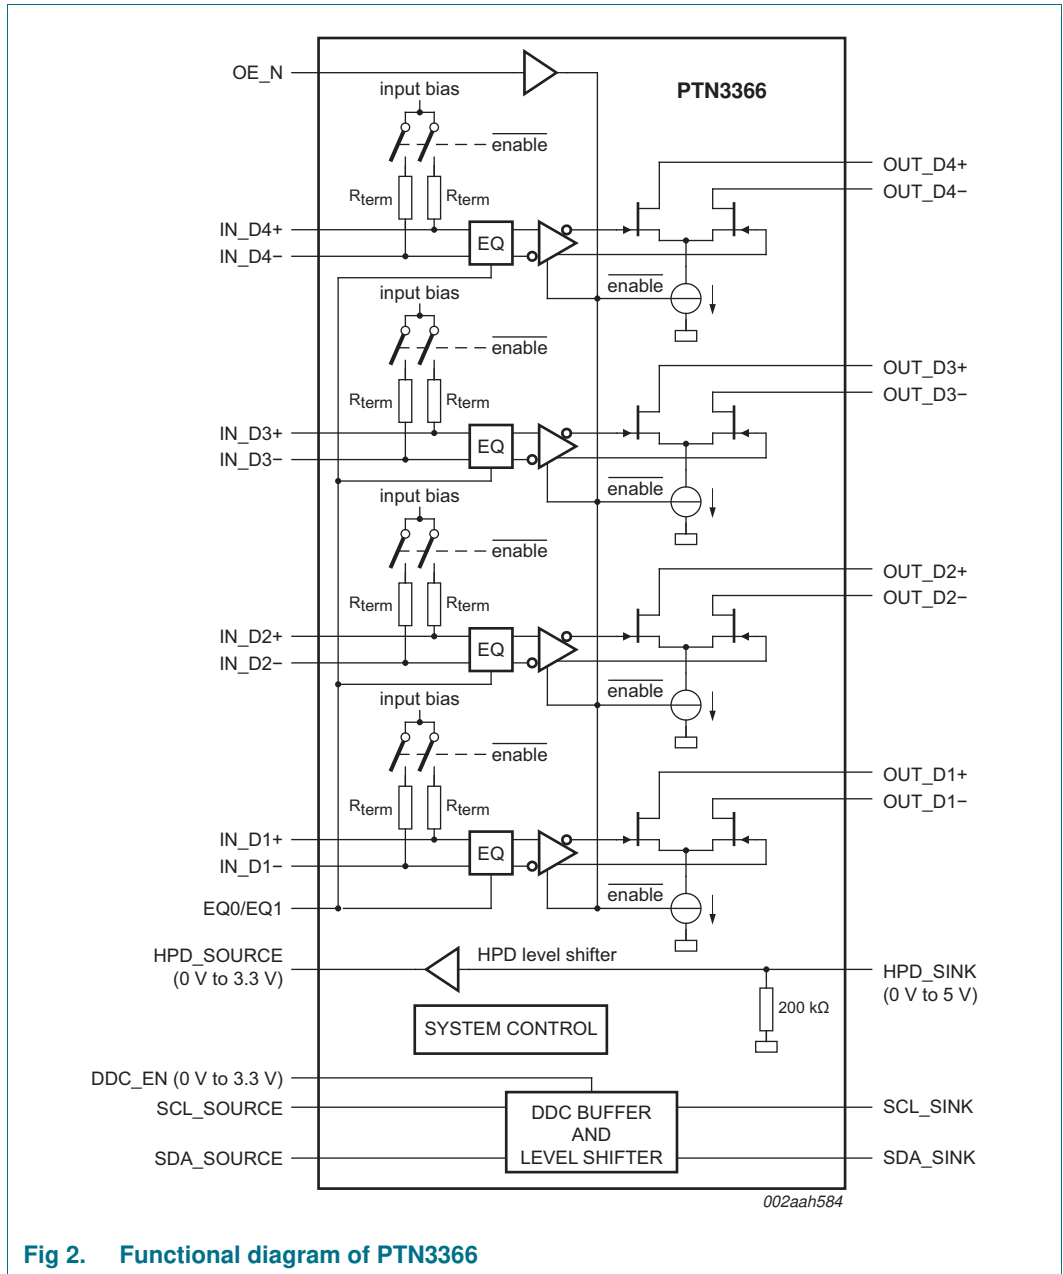 OE_N
input bias
PTN3366
enable
OUT_D4+
OUT_D4−
Rterm
Rterm
IN_D4+
IN_D4−
EQ
enable
input bias
enable
OUT_D3+
OUT_D3−
Rterm
Rterm
IN_D3+
IN_D3−
EQ
enable
input bias
enable
OUT_D2+
OUT_D2−
Rterm
Rterm
IN_D2+
IN_D2−
EQ
enable
input bias
enable
OUT_D1+
OUT_D1−
Rterm
Rterm
IN_D1+
IN_D1−
EQ
enable
EQ0/EQ1
HPD_SOURCE
(0 V to 3.3 V)
HPD level shifter
HPD_SINK
(0 V to 5 V)
200 kΩ
SYSTEM CONTROL
DDC_EN (0 V to 3.3 V)
SCL_SOURCE
SDA_SOURCE
DDC BUFFER
AND
LEVEL SHIFTER
SCL_SINK
SDA_SINK
002aah584
Fig 2. Functional diagram of PTN3366